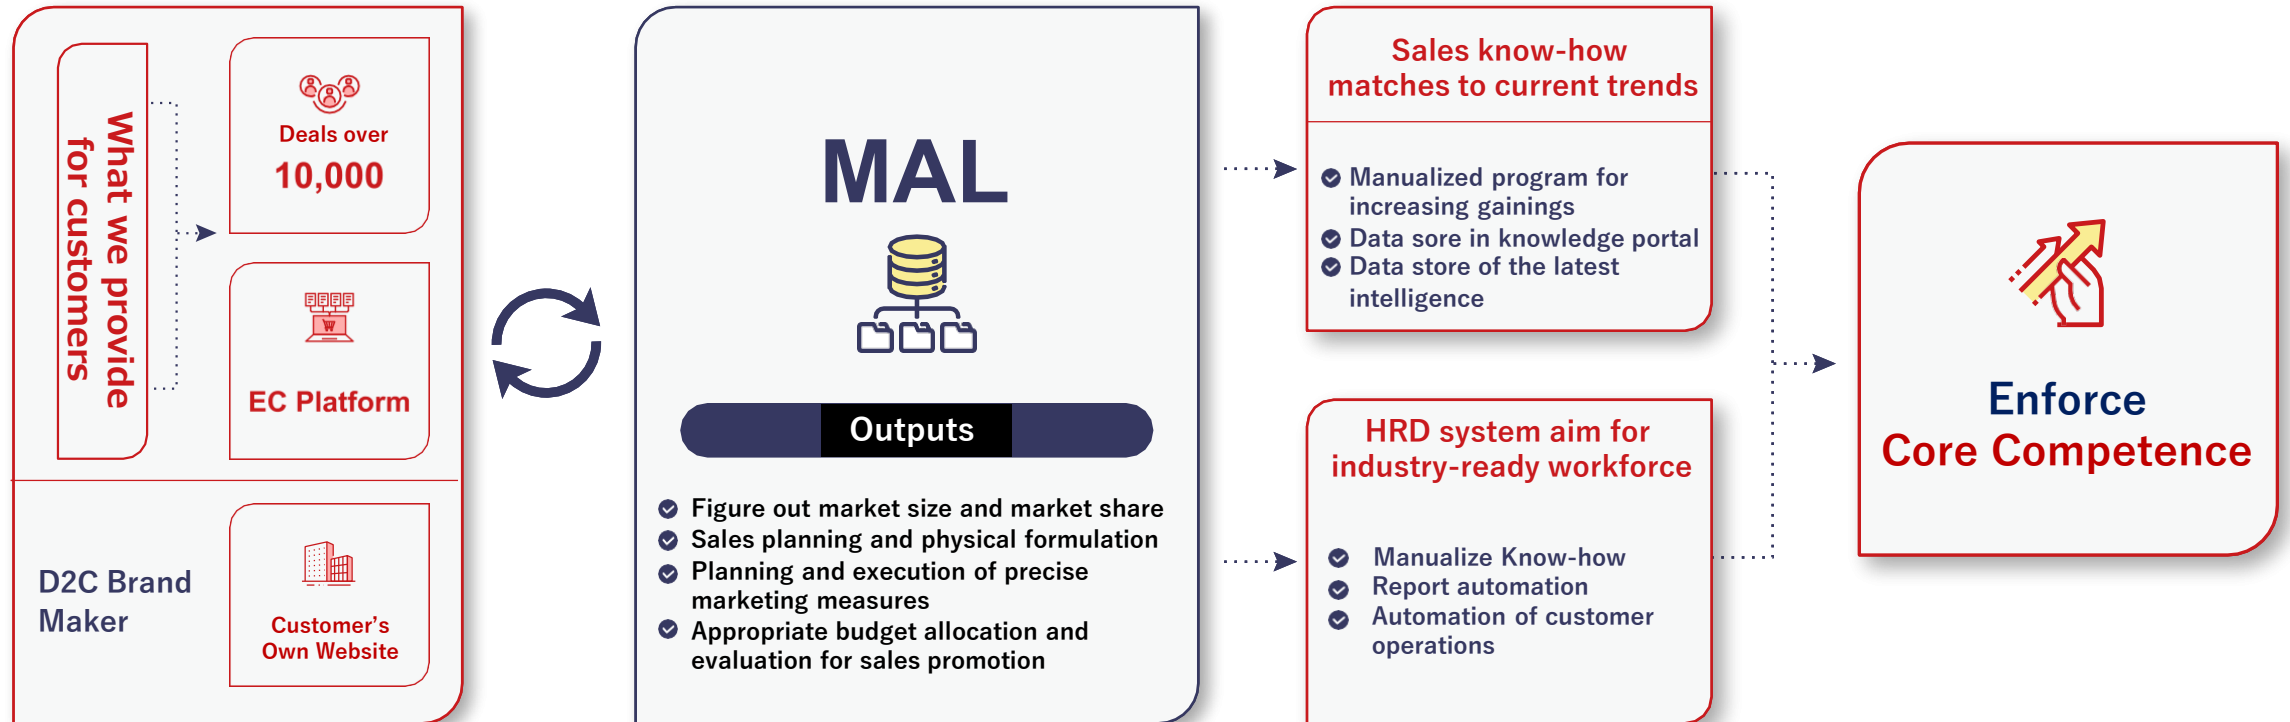 What we provide
for customers
Deals over
10,000
EC Platform
D2C Brand
Maker
Customer’s
Own Website
MAL
Outputs
Figure out market size and market share
Sales planning and physical formulation
Planning and execution of precise
marketing measures
Appropriate budget allocation and
evaluation for sales promotion
Sales know-how
matches to current trends
Manualized program for
increasing gainings
Data sore in knowledge portal
Data store of the latest
intelligence
HRD system aim for
industry-ready workforce
Manualize Know-how
Report automation
Automation of customer
operations
Enforce
Core Competence